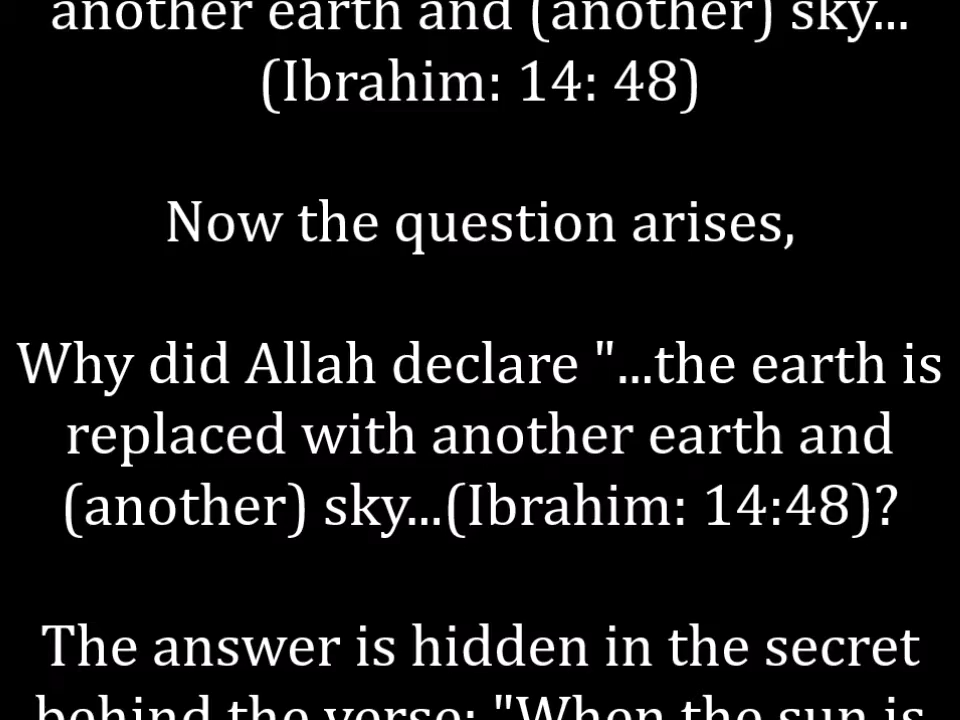 another earth and (another) sky...
(Ibrahim: 14: 48)
Now the question arises,
Why did Allah declare "...the earth is
replaced with another earth and
(another) sky...(Ibrahim: 14:48)?
The answer is hidden in the secret
behind the verse: "When the sun is